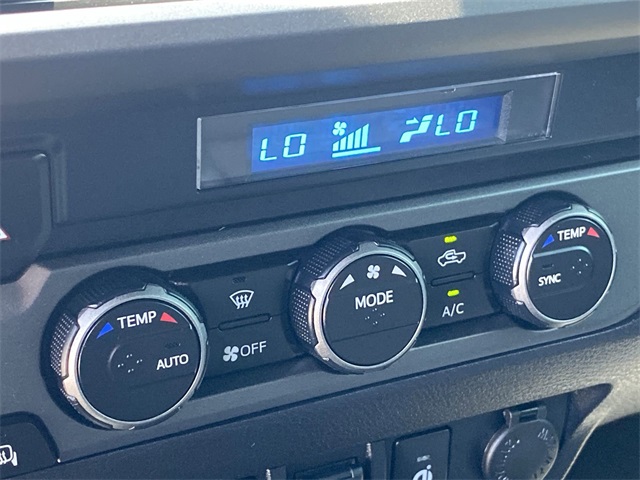 LO LO
TEMP
AUTO
OFF
MODE
A/C
TEMP
SYNC